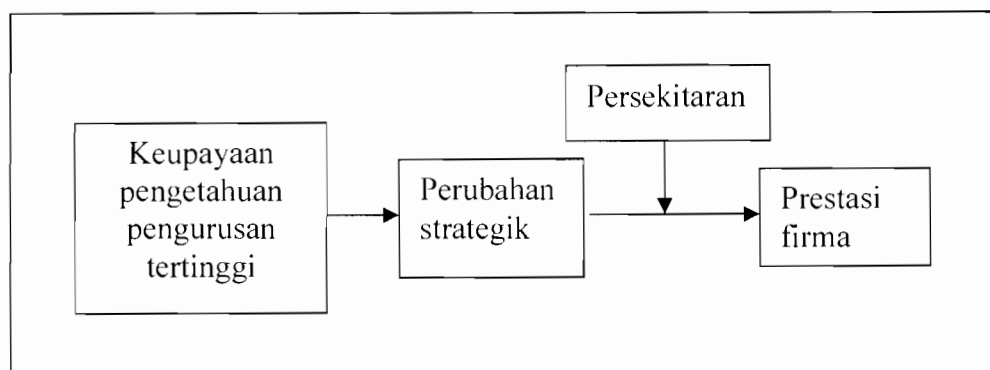 Keupayaan
pengetahuan
pengurusan
tertinggi
Perubahan
strategik
Persekitaran
Prestasi
firma